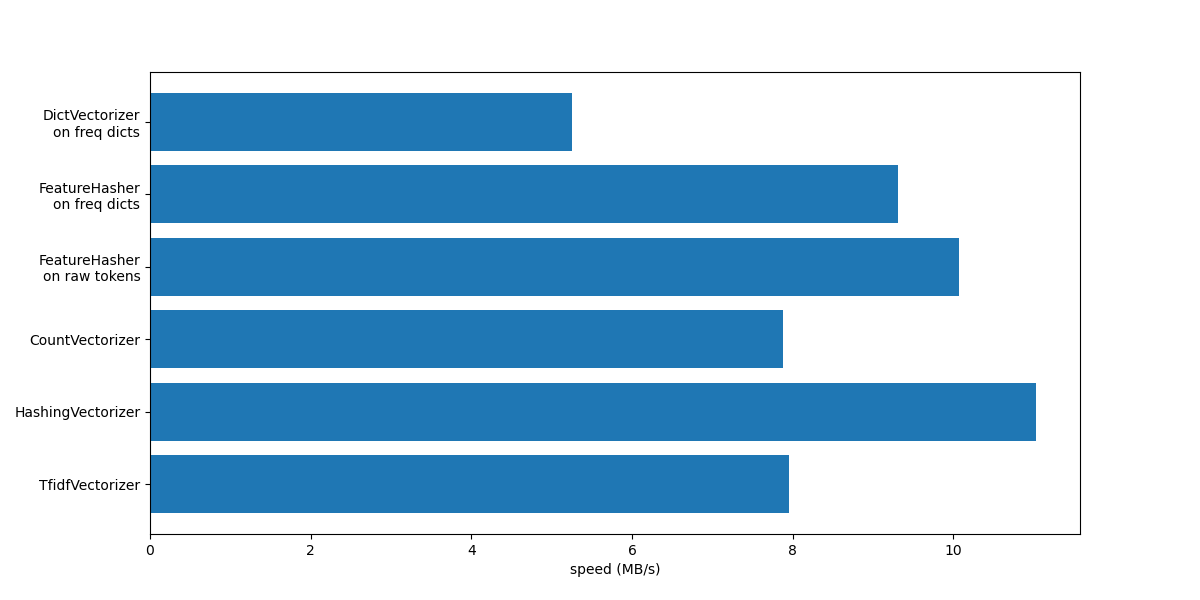 DictVectorizer
on freq dicts
FeatureHasher
on freq dicts
FeatureHasher
on raw tokens
CountVectorizer
HashingVectorizer
TfidfVectorizer
0 2 4 6 8 10
speed (MB/s)